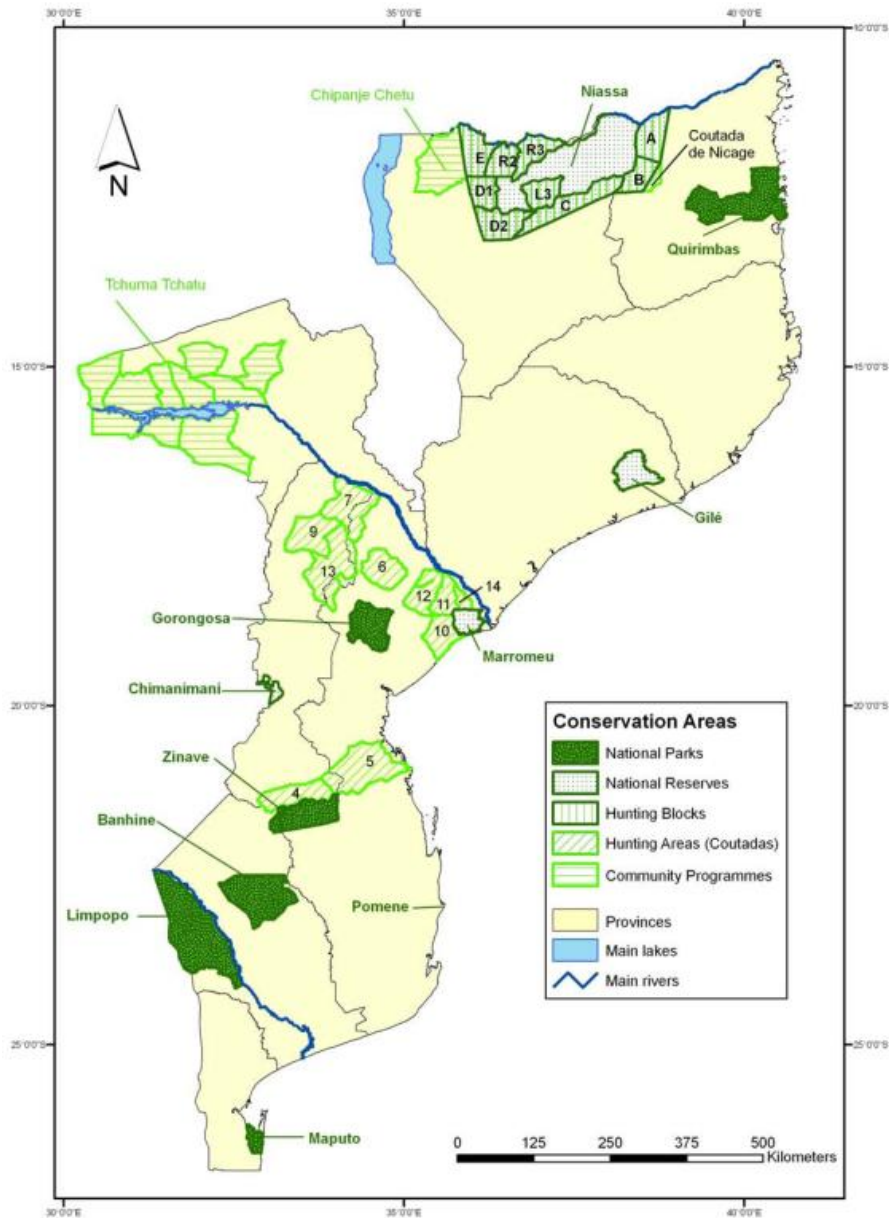 30°0'0"E 35°0'0"E 40°0'0"E
10°0'0"S
Chipanje Chetu
Niassa
N
A
Coutada
de Nicage
E
R2
R3
B
D1
L3
C
D2
Quirimbas
Tchuma Tchatu
15°0'0"S 15°0'0"S
7
9
Gilé
13
6
12
11
14
10
Gorongosa
Marromeu
Chimanimani
20°0'0"S 20°0'0"S
Zinave
5
4
Banhine
Limpopo
Pomene
Conservation Areas
National Parks
National Reserves
Hunting Blocks
Hunting Areas (Coutadas)
Community Programmes
Provinces
Main lakes
Main rivers
25°0'0"S 25°0'0"S
Maputo
0 125 250 375 500
Kilometers
30°0'0"E 35°0'0"E 40°0'0"E